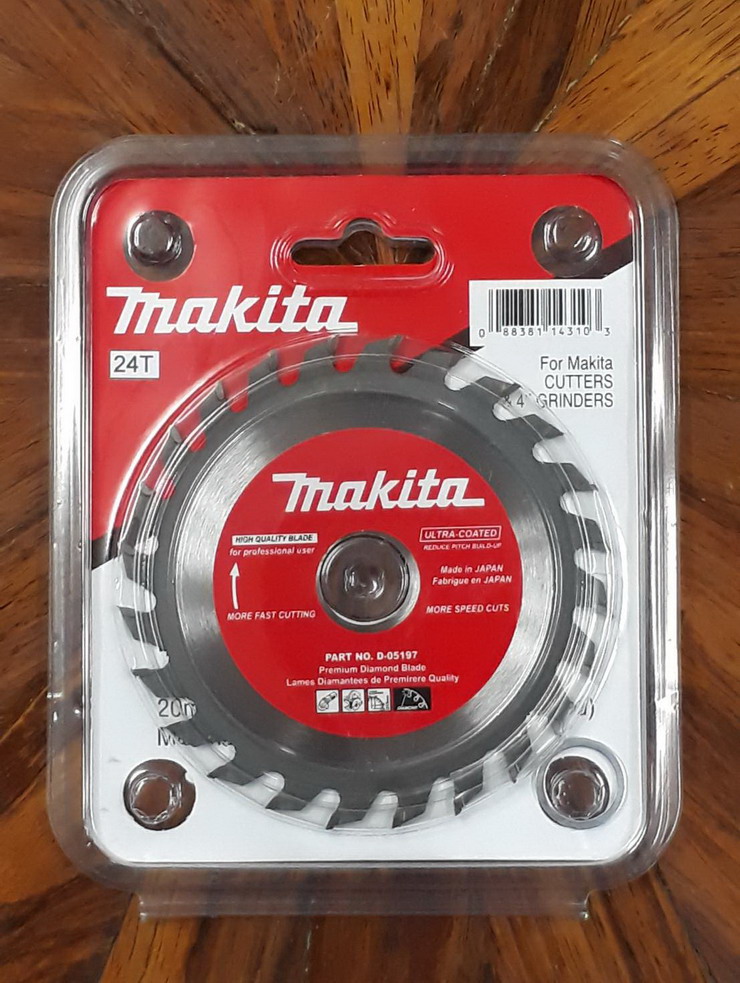 makita
24T
0 88381 14310 3
For Makita
CUTTERS
& 4" GRINDERS
makita
HIGH QUALITY BLADE
for professional user
MORE FAST CUTTING
ULTRA-COATED
REDUCE PITCH BUILD-UP
Made in JAPAN
Fabrique en JAPAN
MORE SPEED CUTS
PART NO. D-05197
Premium Diamond Blade
Lames Diamantees de Premirere Quality